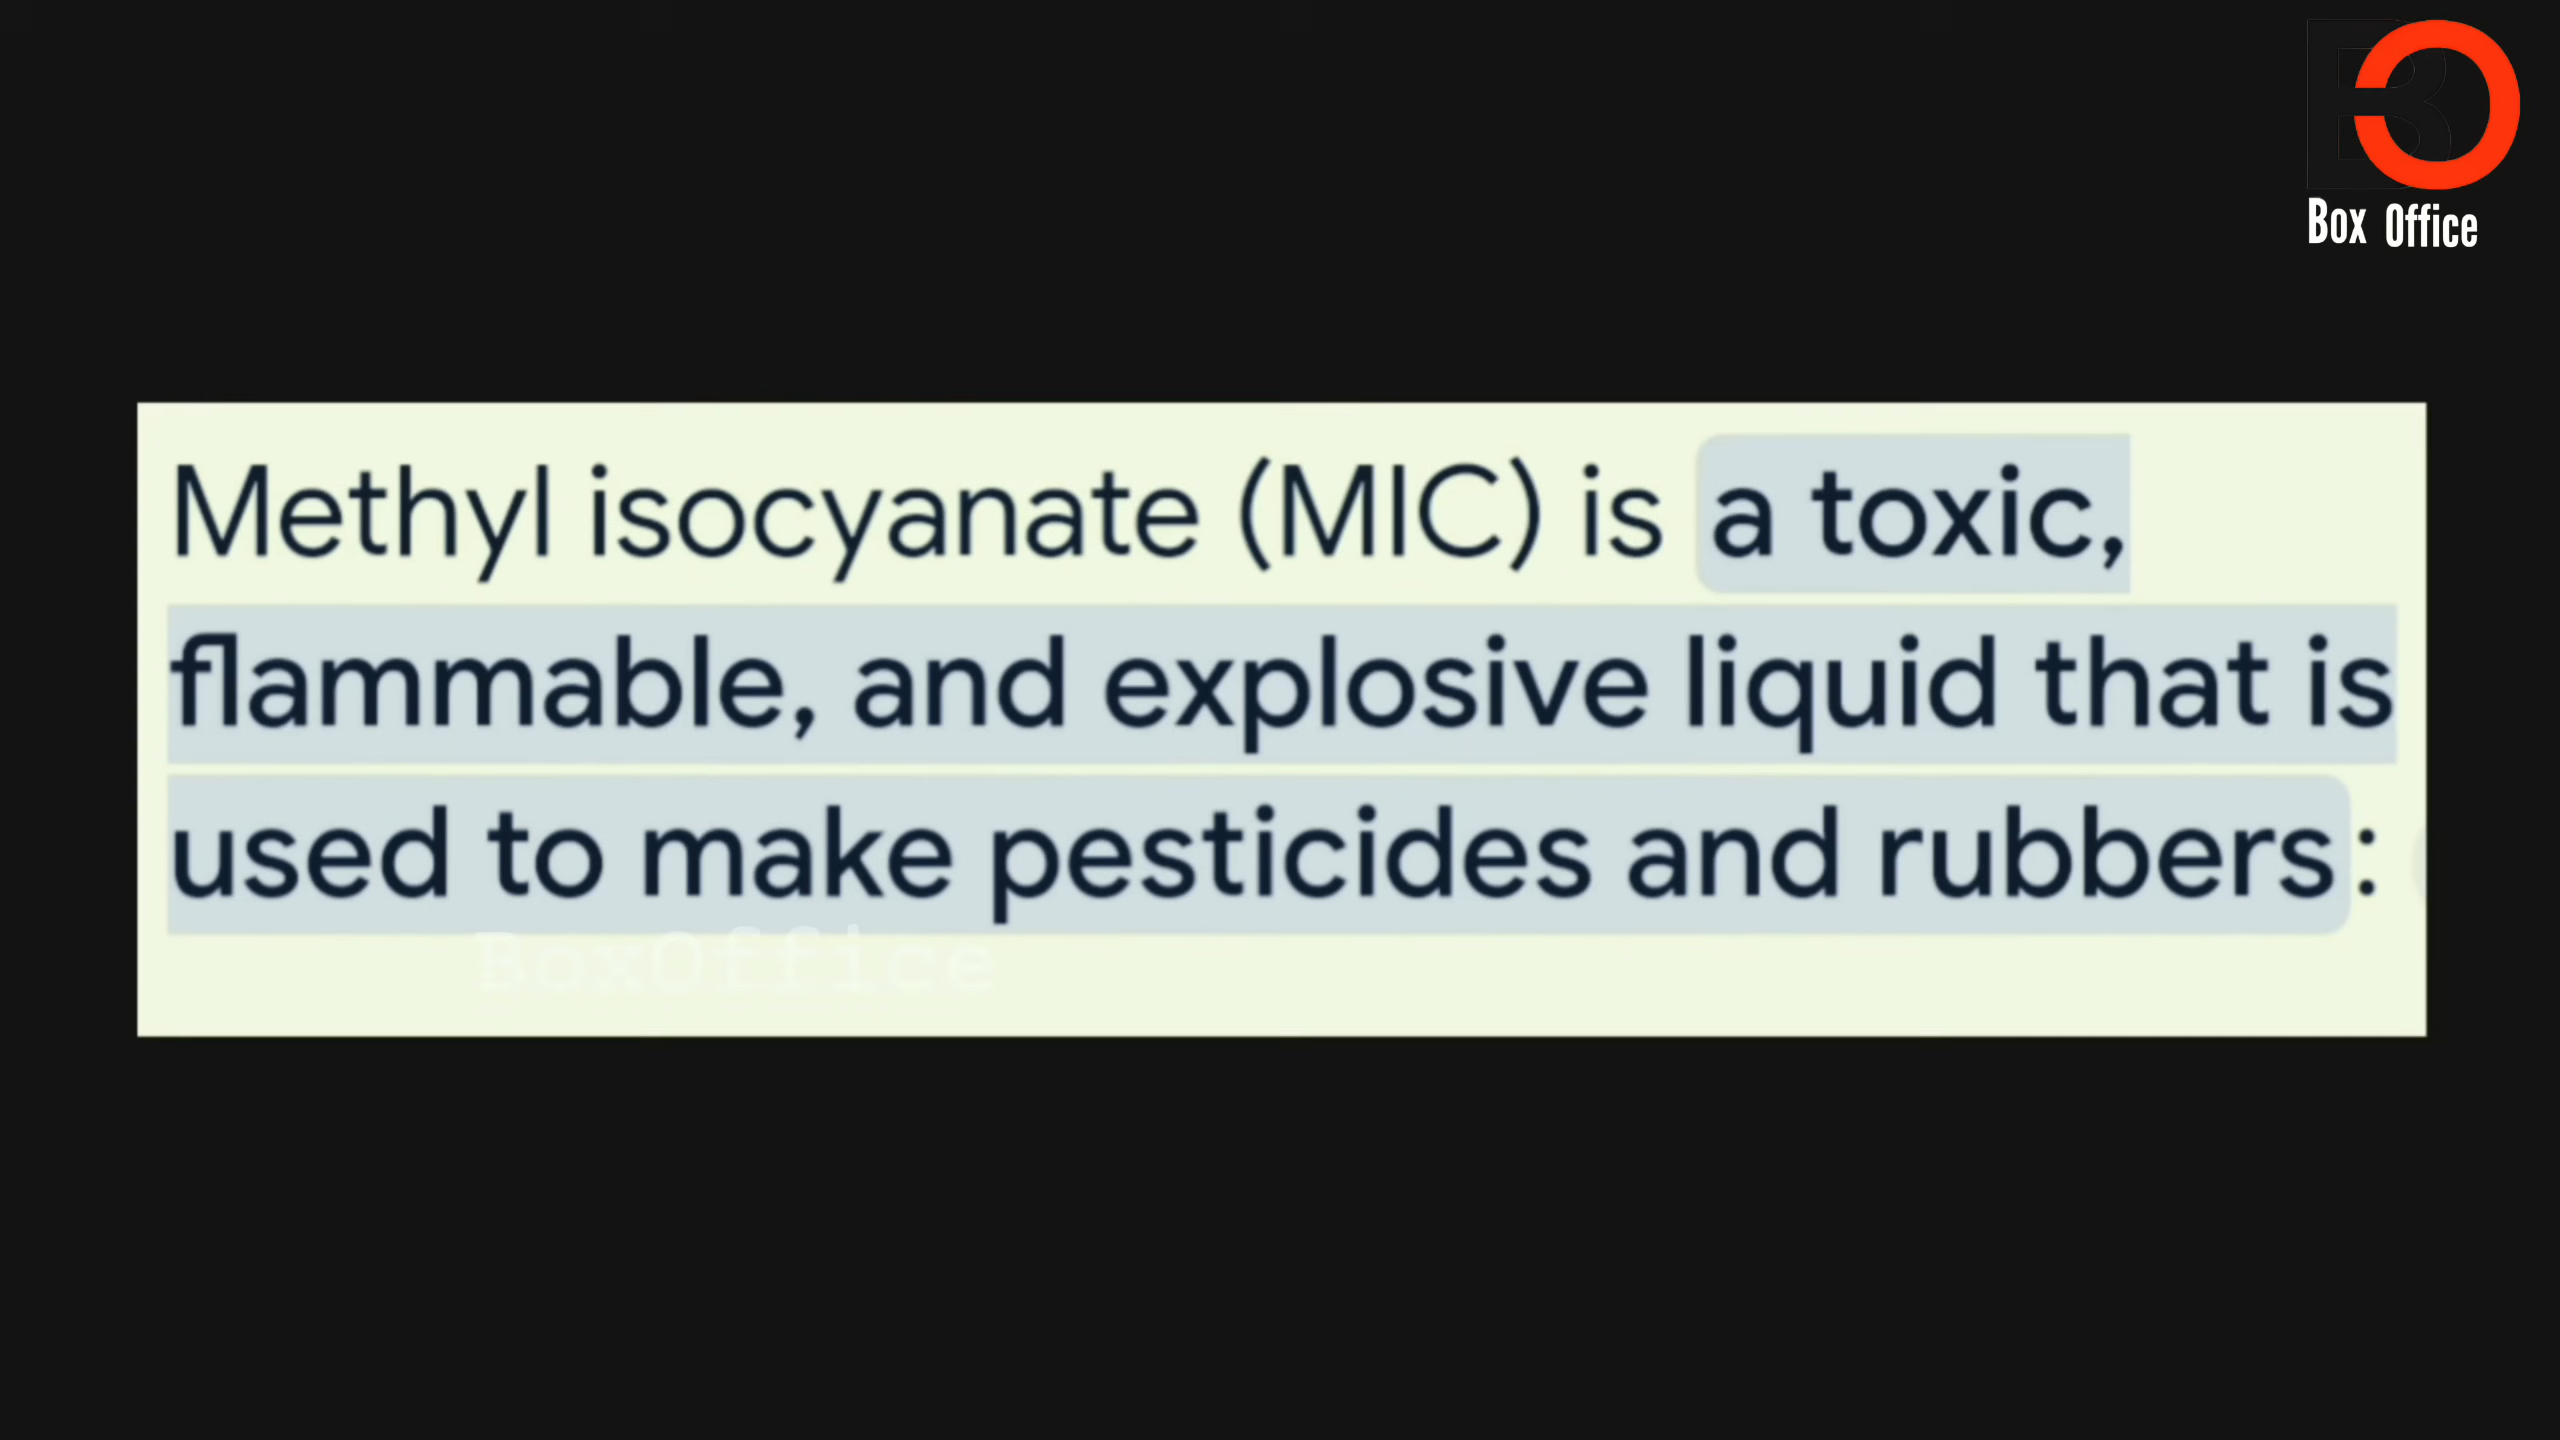 Box Office
Methyl isocyanate (MIC) is a toxic,
flammable, and explosive liquid that is
used to make pesticides and rubbers:
BoxOffice